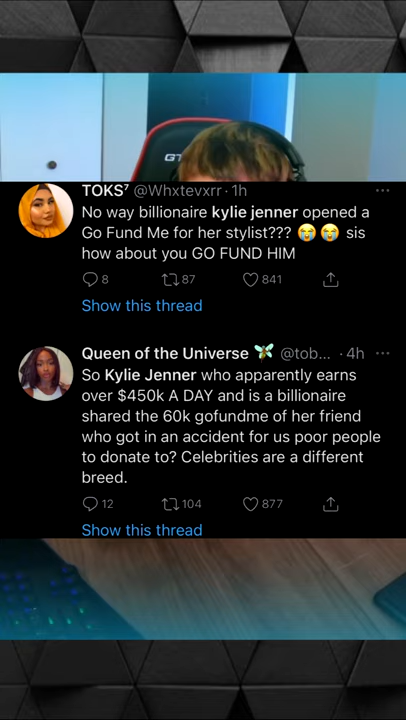 GT
TOKS⁷ @Whxtevxrr · 1h
No way billionaire kylie jenner opened a
Go Fund Me for her stylist??? 😭 😭 sis
how about you GO FUND HIM
8 87 841
Show this thread
Queen of the Universe 🪰 @tob... · 4h
So Kylie Jenner who apparently earns
over $450k A DAY and is a billionaire
shared the 60k gofundme of her friend
who got in an accident for us poor people
to donate to? Celebrities are a different
breed.
12 104 877
Show this thread